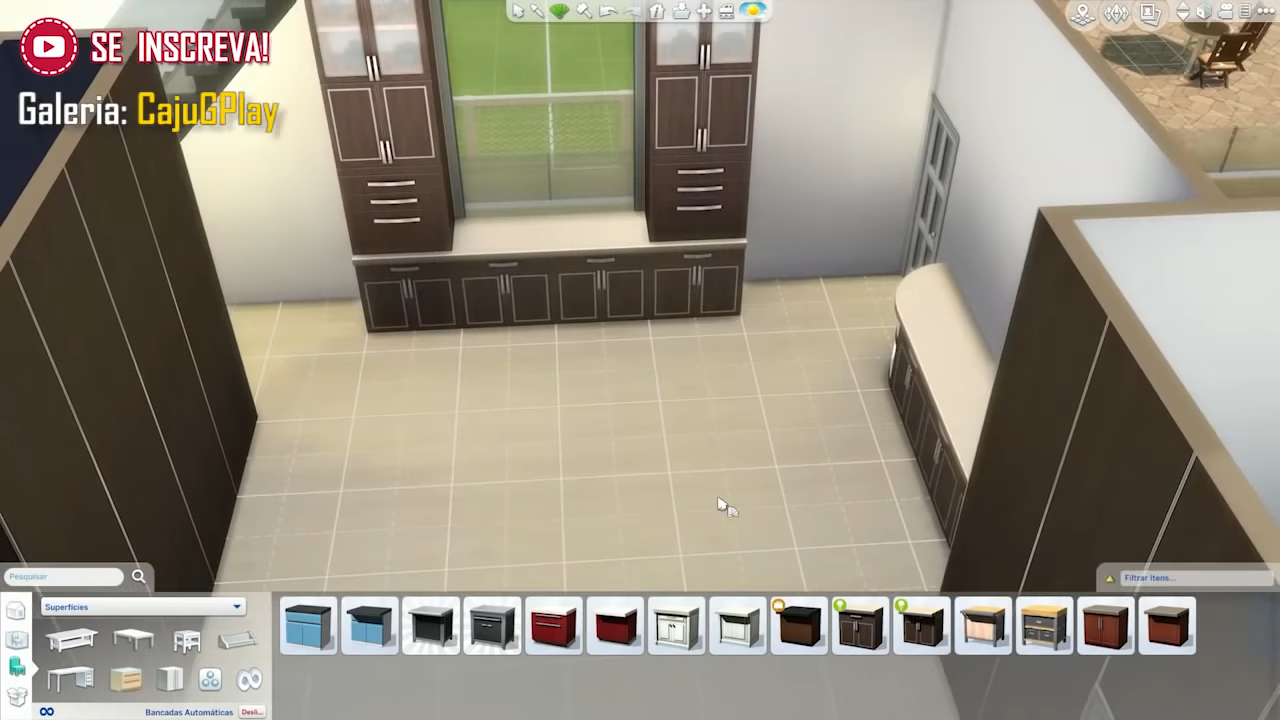 SE INSCREVA!
Galeria: CajuGPlay
Pesquisar
Filtrar Itens...
Superfícies
Bancadas Automáticas
Desli...